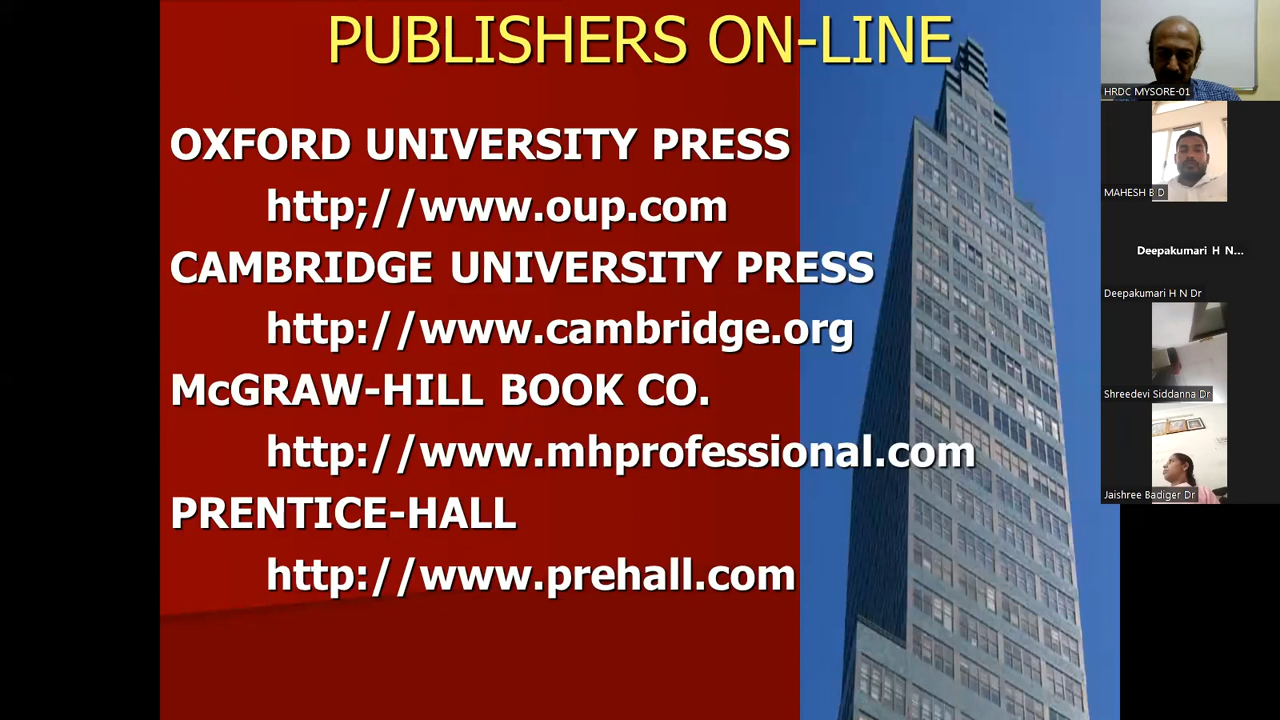 PUBLISHERS ON-LINE
OXFORD UNIVERSITY PRESS
http;//www.oup.com
CAMBRIDGE UNIVERSITY PRESS
http://www.cambridge.org
McGRAW-HILL BOOK CO.
http://www.mhprofessional.com
PRENTICE-HALL
http://www.prehall.com
HRDC MYSORE-01
MAHESH B D
Deepakumari H N...
Deepakumari H N Dr
Shreedevi Siddanna Dr
Jaishree Badiger Dr